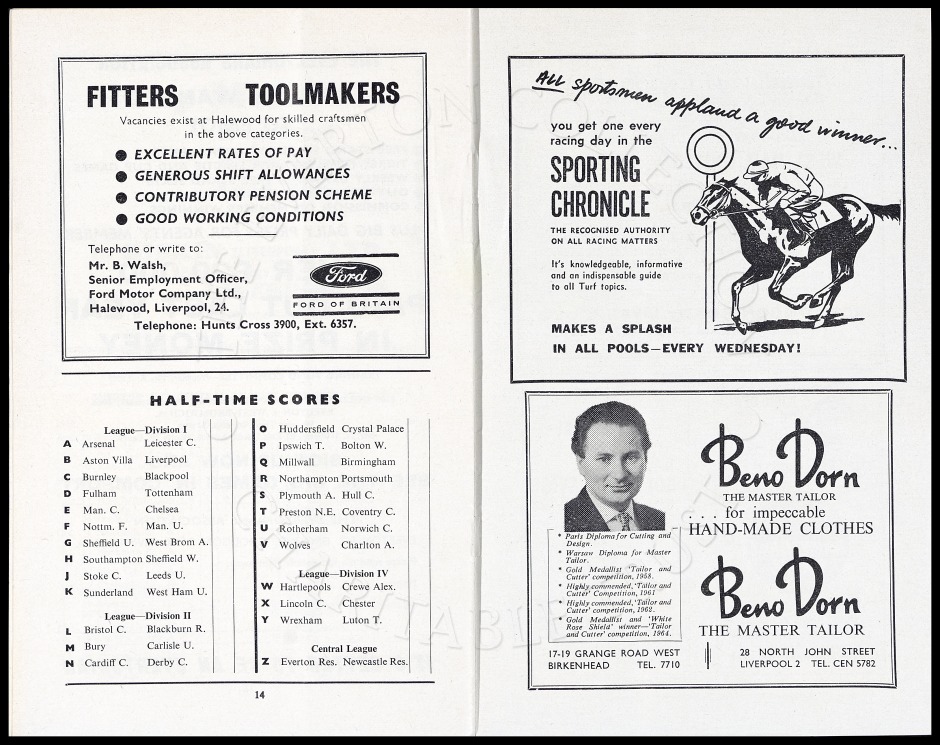 FITTERS TOOLMAKERS
Vacancies exist at Halewood for skilled craftsmen
in the above categories.
● EXCELLENT RATES OF PAY
● GENEROUS SHIFT ALLOWANCES
● CONTRIBUTORY PENSION SCHEME
● GOOD WORKING CONDITIONS
Telephone or write to:
Mr. B. Walsh,
Senior Employment Officer,
Ford Motor Company Ltd.,
Halewood, Liverpool, 24.
Ford
FORD OF BRITAIN
Telephone: Hunts Cross 3900, Ext. 6357.
HALF-TIME SCORES
League—Division I
A Arsenal Leicester C.
B Aston Villa Liverpool
C Burnley Blackpool
D Fulham Tottenham
E Man. C. Chelsea
F Nottm. F. Man. U.
G Sheffield U. West Brom A.
H Southampton Sheffield W.
J Stoke C. Leeds U.
K Sunderland West Ham U.
League—Division II
L Bristol C. Blackburn R.
M Bury Carlisle U.
N Cardiff C. Derby C.
O Huddersfield Crystal Palace
P Ipswich T. Bolton W.
Q Millwall Birmingham
R Northampton Portsmouth
S Plymouth A. Hull C.
T Preston N.E. Coventry C.
U Rotherham Norwich C.
V Wolves Charlton A.
League—Division IV
W Hartlepools Crewe Alex.
X Lincoln C. Chester
Y Wrexham Luton T.
Central League
Z Everton Res. Newcastle Res.
14
ALL sportsmen applaud a good winner...
you get one every
racing day in the
SPORTING
CHRONICLE
THE RECOGNISED AUTHORITY
ON ALL RACING MATTERS
It's knowledgeable, informative
and an indispensable guide
to all Turf topics.
1
MAKES A SPLASH
IN ALL POOLS—EVERY WEDNESDAY!
* Paris Diploma for Cutting and
Design.
* Warsaw Diploma for Master
Tailor.
* Gold Medallist 'Tailor and
Cutter' competition, 1958.
* Highly commended, 'Tailor and
Cutter' Competition, 1961
* Highly commended, 'Tailor and
Cutter' competition, 1962.
* Gold Medallist and 'White
Rose Shield' winner—'Tailor
and Cutter' competition, 1964.
Beno Dorn
THE MASTER TAILOR
. . . for impeccable
HAND-MADE CLOTHES
Beno Dorn
THE MASTER TAILOR
17-19 GRANGE ROAD WEST
BIRKENHEAD TEL. 7710
28 NORTH JOHN STREET
LIVERPOOL 2 TEL. CEN 5782